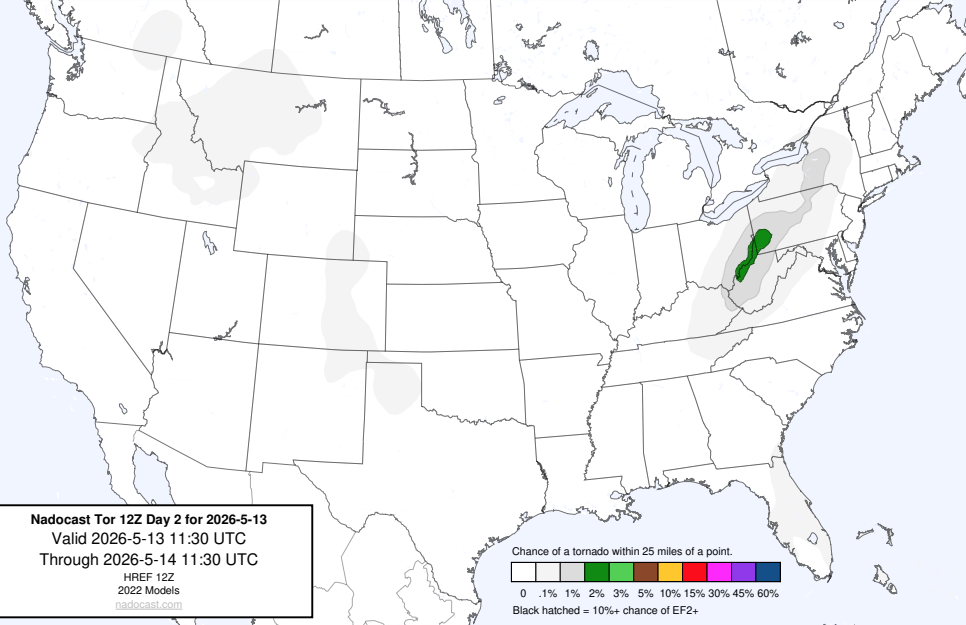 Nadocast Tor 12Z Day 2 for 2026-5-13
Valid 2026-5-13 11:30 UTC
Through 2026-5-14 11:30 UTC
HREF 12Z
2022 Models
nadocast.com
Chance of a tornado within 25 miles of a point.
0 .1% 1% 2% 3% 5% 10% 15% 30% 45% 60%
Black hatched = 10%+ chance of EF2+